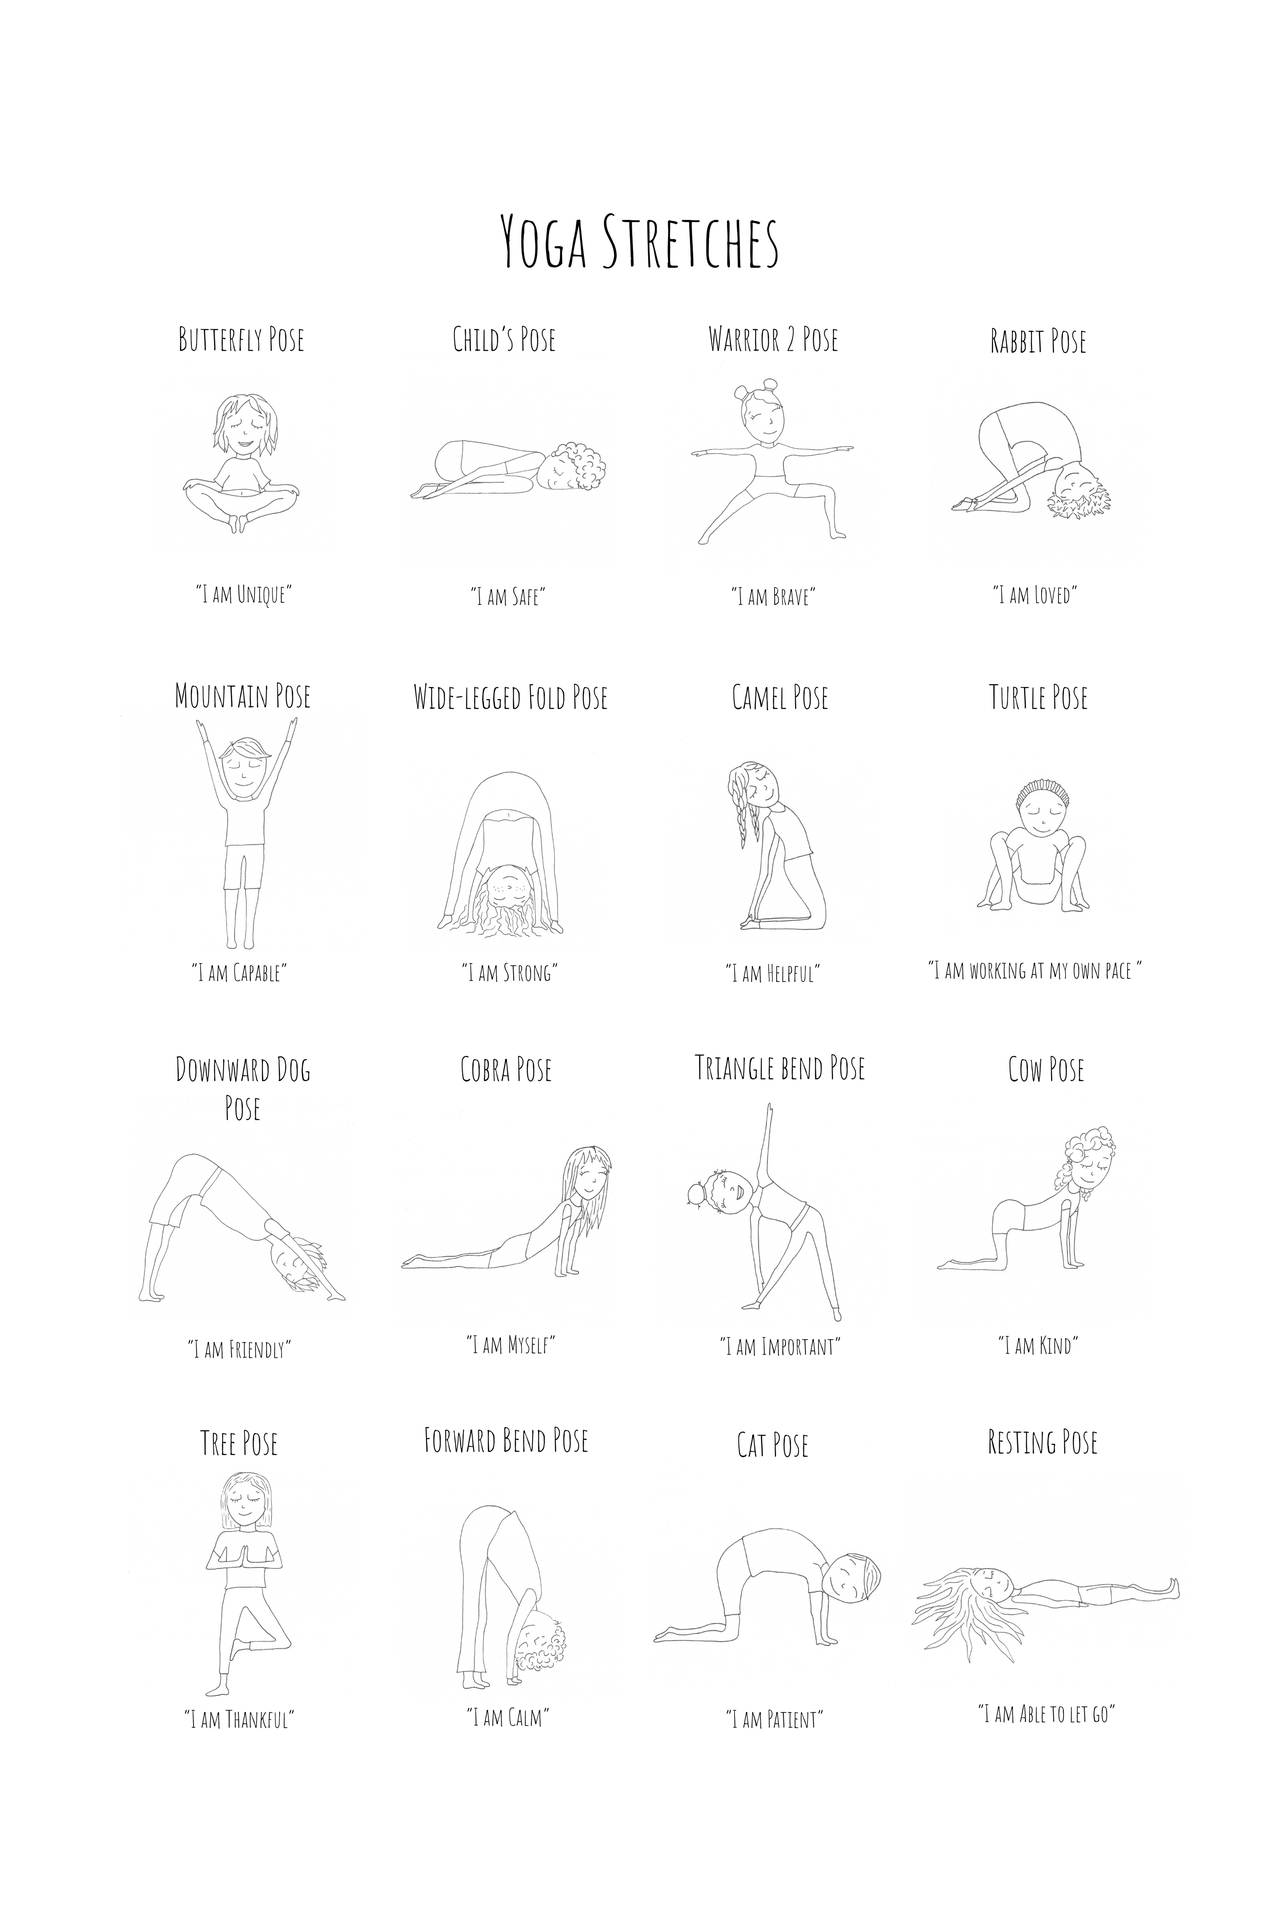 Yoga Stretches
Butterfly Pose
Child's Pose
Warrior 2 Pose
Rabbit Pose
"I am Unique"
"I am Safe"
"I am Brave"
"I am Loved"
Mountain Pose
Wide-legged Fold Pose
Camel Pose
Turtle Pose
"I am Capable"
"I am Strong"
"I am Helpful"
"I am working at my own pace "
Downward Dog
Pose
Cobra Pose
Triangle bend Pose
Cow Pose
"I am Friendly"
"I am Myself"
"I am Important"
"I am Kind"
Tree Pose
Forward Bend Pose
Cat Pose
Resting Pose
"I am Thankful"
"I am Calm"
"I am Patient"
"I am Able to let go"